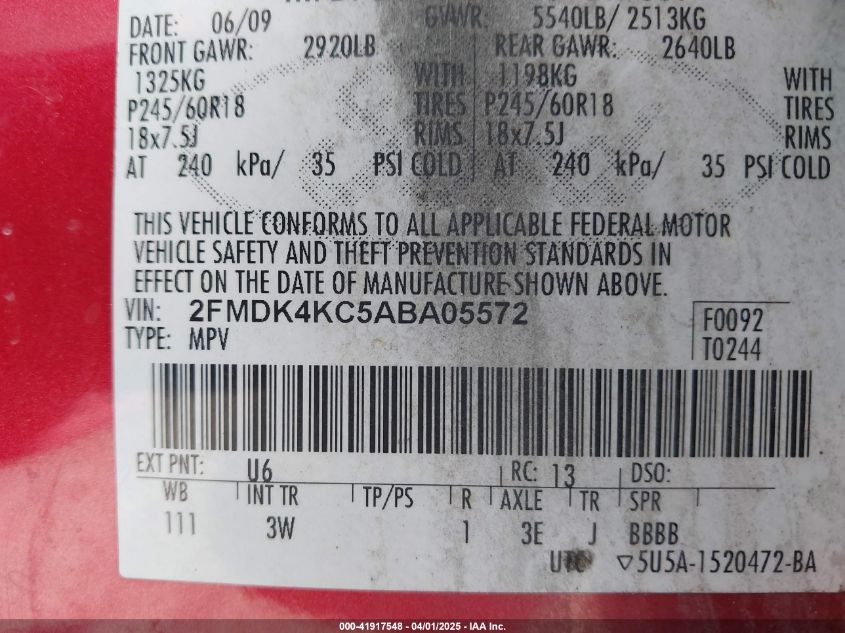 DATE: 06/09 GVWR: 5540LB/ 2513KG
FRONT GAWR: 2920LB REAR GAWR: 2640LB
1325KG WITH 1198KG WITH
P245/60R18 TIRES P245/60R18 TIRES
18x7.5J RIMS 18x7.5J RIMS
AT 240 kPa/ 35 PSI COLD AT 240 kPa/ 35 PSI COLD
THIS VEHICLE CONFORMS TO ALL APPLICABLE FEDERAL MOTOR
VEHICLE SAFETY AND THEFT PREVENTION STANDARDS IN
EFFECT ON THE DATE OF MANUFACTURE SHOWN ABOVE.
VIN: 2FMDK4KC5ABA05572 F0092
TYPE: MPV T0244
EXT PNT: U6 RC: 13 DSO:
WB INT TR TP/PS R AXLE TR SPR
111 3W 1 3E J BBBB
UTC ▽5U5A-1520472-BA
000-41917548 - 04/01/2025 - IAA Inc.